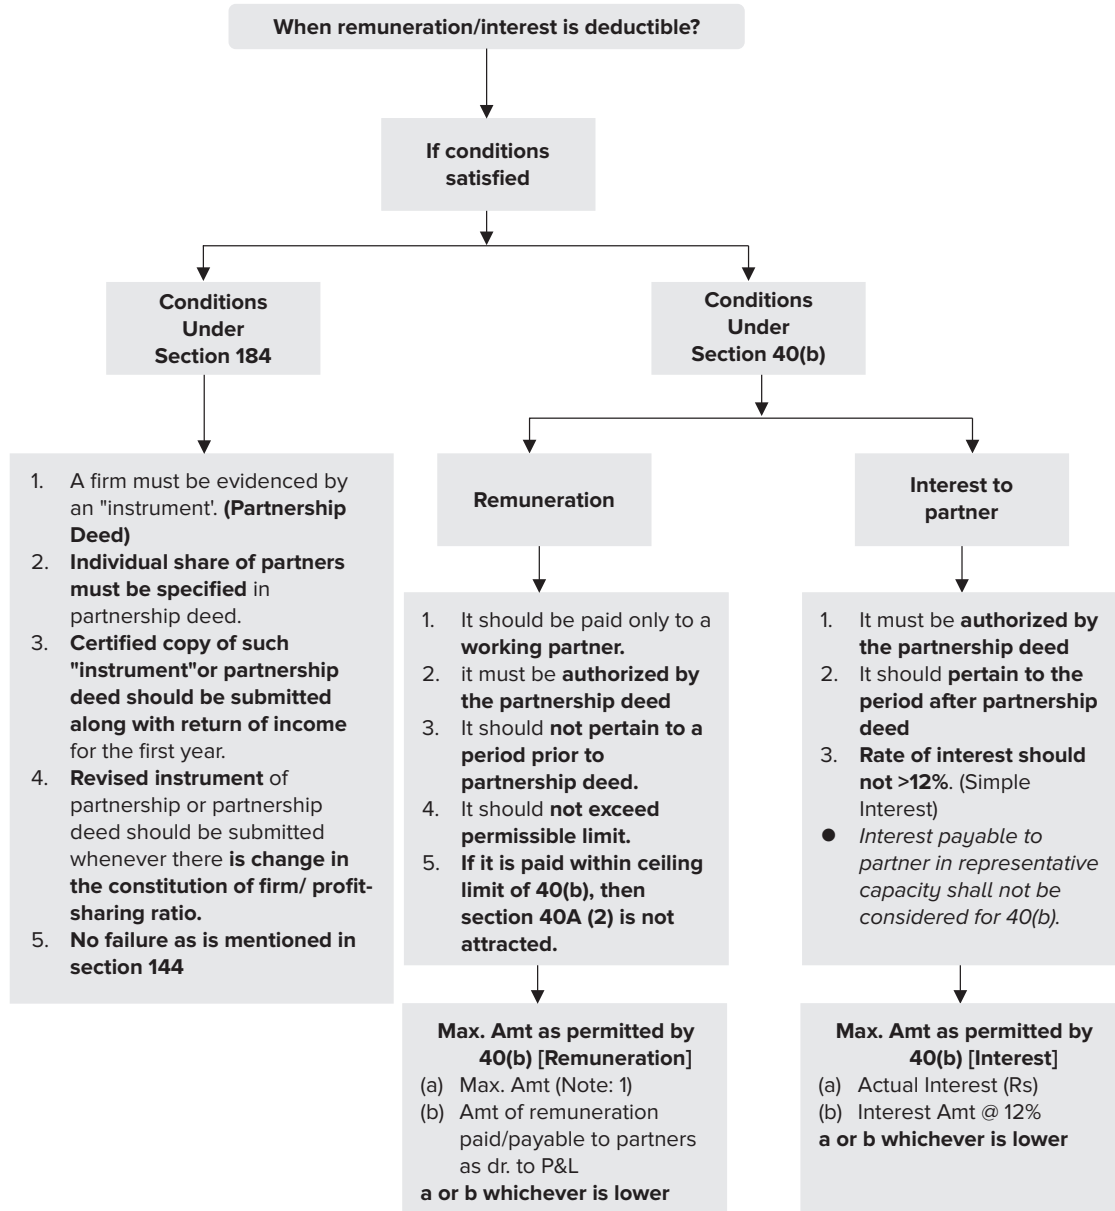 When remuneration/interest is deductible?
If conditions
satisfied
Conditions
Under
Section 184
Conditions
Under
Section 40(b)
1. A firm must be evidenced by
an "instrument'. (Partnership
Deed)
2. Individual share of partners
must be specified in
partnership deed.
3. Certified copy of such
"instrument"or partnership
deed should be submitted
along with return of income
for the first year.
4. Revised instrument of
partnership or partnership
deed should be submitted
whenever there is change in
the constitution of firm/ profit-
sharing ratio.
5. No failure as is mentioned in
section 144
Remuneration
Interest to
partner
1. It should be paid only to a
working partner.
2. it must be authorized by
the partnership deed
3. It should not pertain to a
period prior to
partnership deed.
4. It should not exceed
permissible limit.
5. If it is paid within ceiling
limit of 40(b), then
section 40A (2) is not
attracted.
1. It must be authorized by
the partnership deed
2. It should pertain to the
period after partnership
deed
3. Rate of interest should
not >12%. (Simple
Interest)
● Interest payable to
partner in representative
capacity shall not be
considered for 40(b).
Max. Amt as permitted by
40(b) [Remuneration]
(a) Max. Amt (Note: 1)
(b) Amt of remuneration
paid/payable to partners
as dr. to P&L
a or b whichever is lower
Max. Amt as permitted by
40(b) [Interest]
(a) Actual Interest (Rs)
(b) Interest Amt @ 12%
a or b whichever is lower